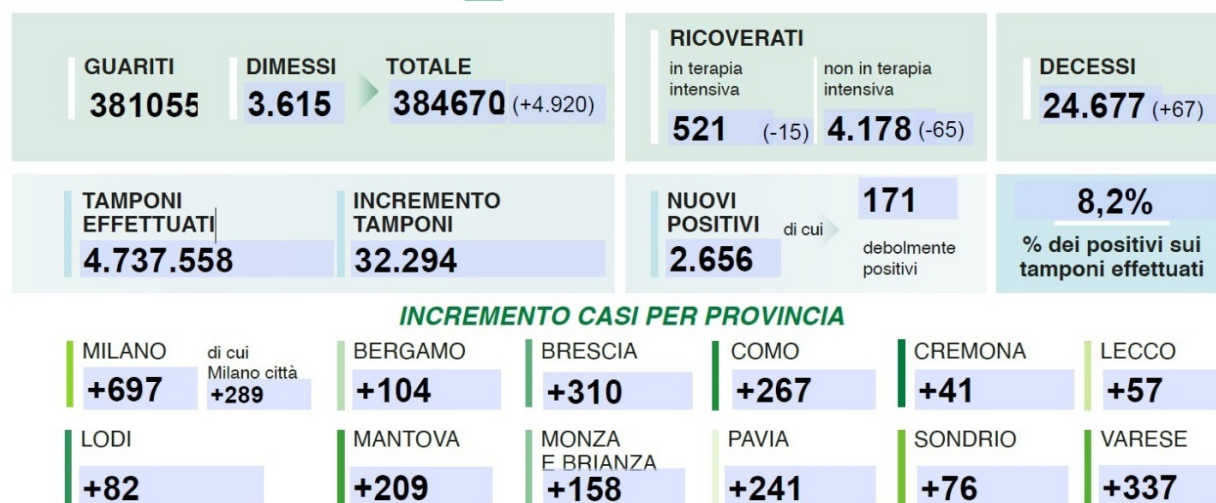 GUARITI
381055
DIMESSI
3.615
TOTALE
384670 (+4.920)
RICOVERATI
in terapia
intensiva
521 (-15)
non in terapia
intensiva
4.178 (-65)
DECESSI
24.677 (+67)
TAMPONI
EFFETTUATI
4.737.558
INCREMENTO
TAMPONI
32.294
NUOVI
POSITIVI
2.656
di cui
171
debolmente
positivi
8,2%
% dei positivi sui
tamponi effettuati
INCREMENTO CASI PER PROVINCIA
MILANO
+697
di cui
Milano città
+289
BERGAMO
+104
BRESCIA
+310
COMO
+267
CREMONA
+41
LECCO
+57
LODI
+82
MANTOVA
+209
MONZA
E BRIANZA
+158
PAVIA
+241
SONDRIO
+76
VARESE
+337